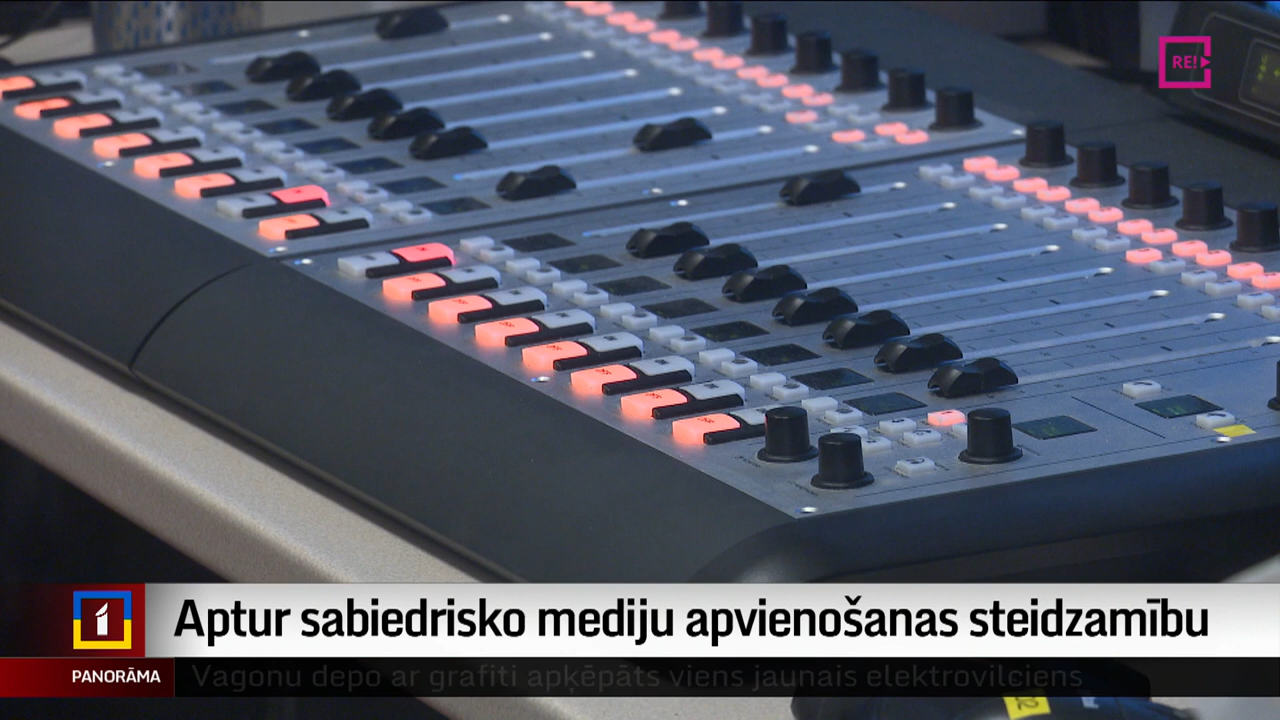 RE!
Aptur sabiedrisko mediju apvienošanas steidzamību
1
PANORĀMA
Vagonu depo ar grafiti apķēpāts viens jaunais elektrovilciens